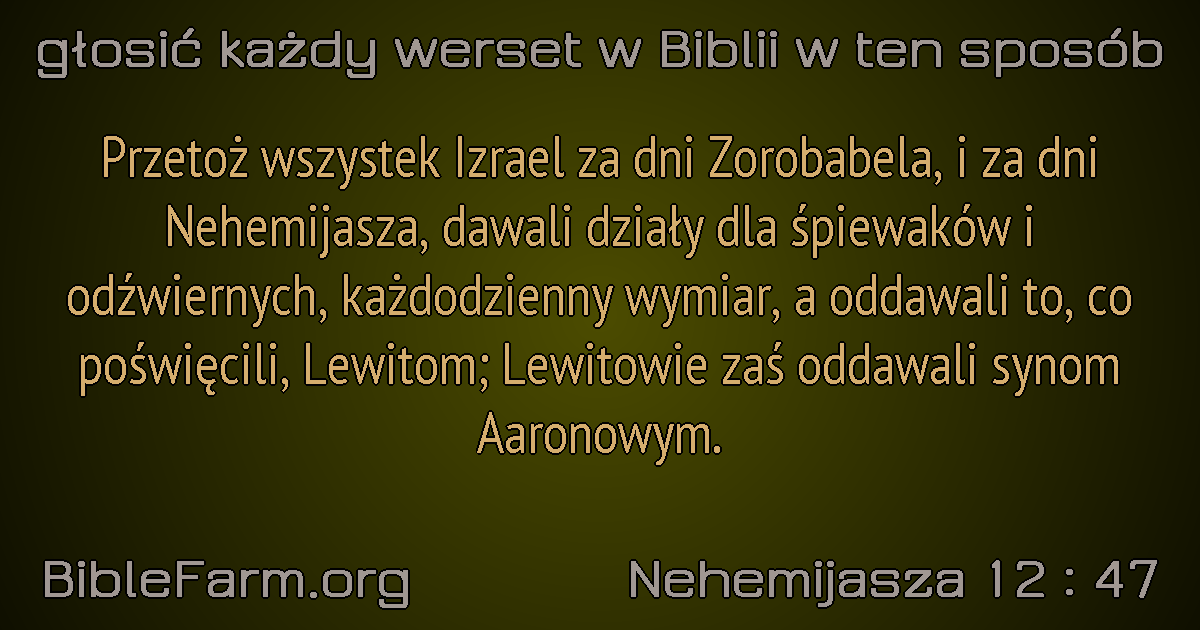 głosić każdy werset w Biblii w ten sposób
Przetoż wszystek Izrael za dni Zorobabela, i za dni
Nehemijasza, dawali działy dla śpiewaków i
odźwiernych, każdodzienny wymiar, a oddawali to, co
poświęcili, Lewitom; Lewitowie zaś oddawali synom
Aaronowym.
BibleFarm.org
Nehemijasza 12 : 47